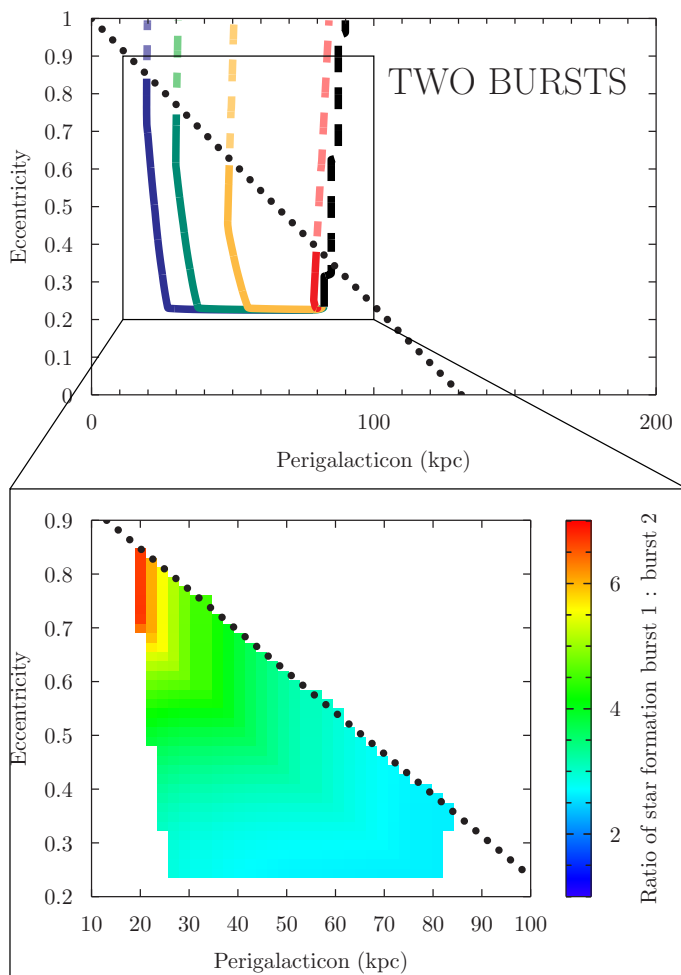 TWO BURSTS
Eccentricity
1
0.9
0.8
0.7
0.6
0.5
0.4
0.3
0.2
0.1
0
0 100 200
Perigalacticon (kpc)
Eccentricity
0.9
0.8
0.7
0.6
0.5
0.4
0.3
0.2
10 20 30 40 50 60 70 80 90 100
Perigalacticon (kpc)
6
4
2
Ratio of star formation burst 1 : burst 2